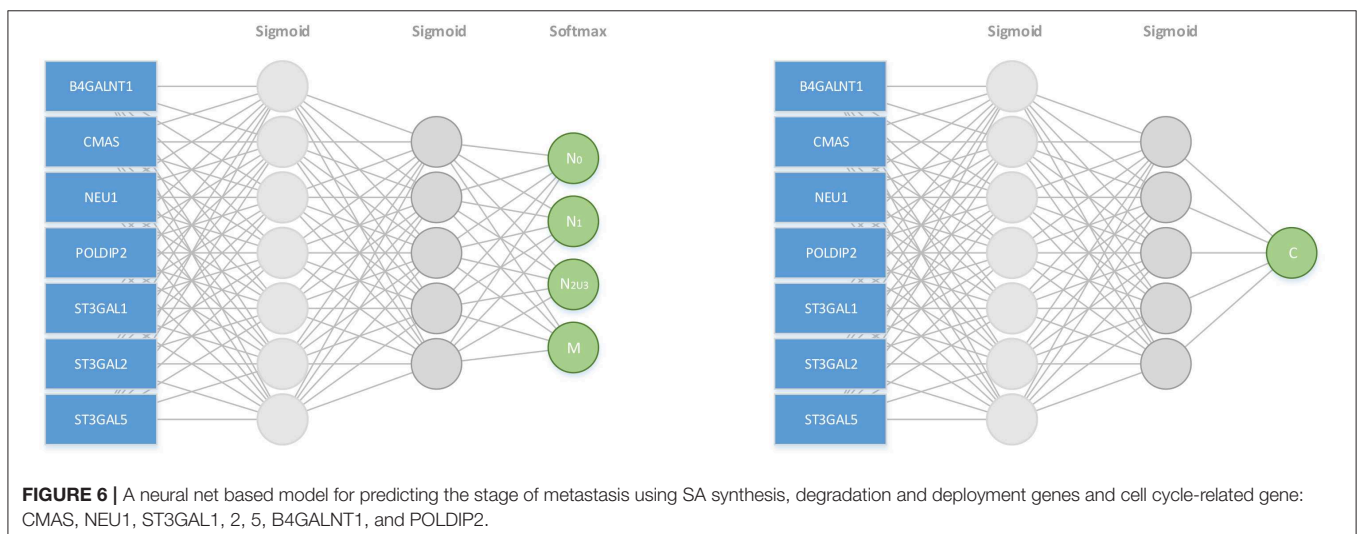 Sigmoid Sigmoid Softmax
B4GALNT1
CMAS
NEU1
POLDIP2
ST3GAL1
ST3GAL2
ST3GAL5
N0
N1
N2U3
M
Sigmoid Sigmoid
B4GALNT1
CMAS
NEU1
POLDIP2
ST3GAL1
ST3GAL2
ST3GAL5
C
FIGURE 6 | A neural net based model for predicting the stage of metastasis using SA synthesis, degradation and deployment genes and cell cycle-related gene:
CMAS, NEU1, ST3GAL1, 2, 5, B4GALNT1, and POLDIP2.